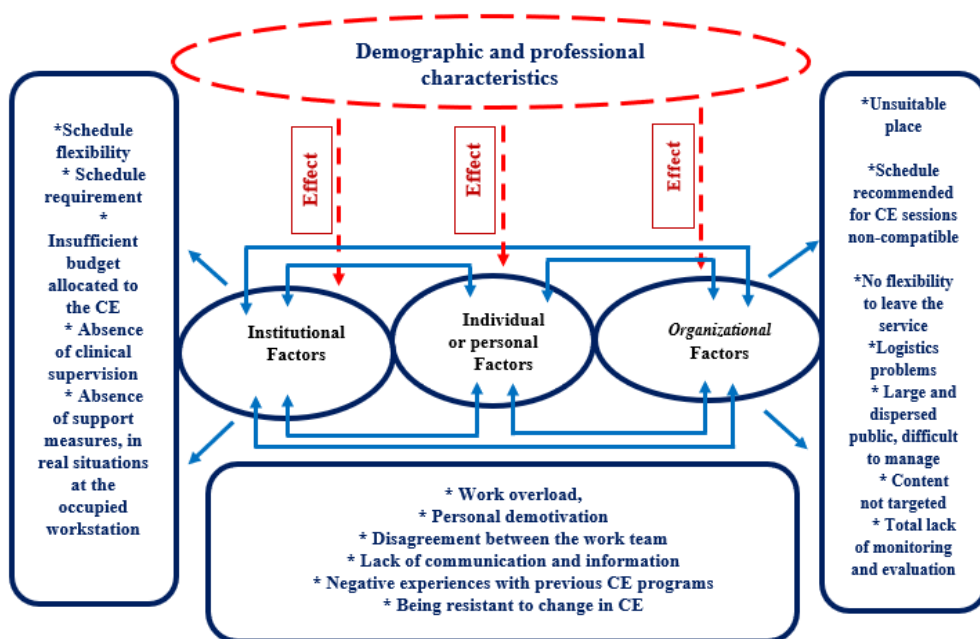 Demographic and professional
characteristics
*Schedule
flexibility
* Schedule
requirement
*
Insufficient
budget
allocated to
the CE
* Absence
of clinical
supervision
* Absence
of support
measures, in
real situations
at the
occupied
workstation
Effect
Effect
Effect
Institutional
Factors
Individual
or personal
Factors
Organizational
Factors
*Unsuitable
place
*Schedule
recommended
for CE sessions
non-compatible
*No flexibility
to leave the
service
*Logistics
problems
* Large and
dispersed
public, difficult
to manage
* Content
not targeted
* Total lack
of monitoring
and evaluation
* Work overload,
* Personal demotivation
* Disagreement between the work team
* Lack of communication and information
* Negative experiences with previous CE programs
* Being resistant to change in CE